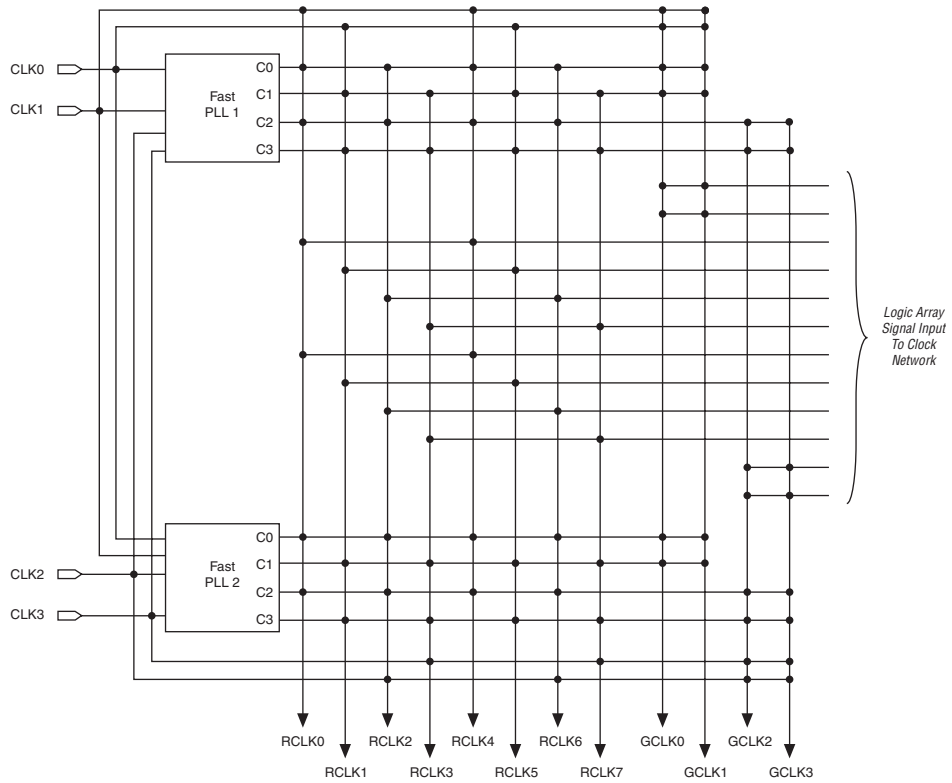 CLK0
CLK1
Fast
PLL 1
C0
C1
C2
C3
Logic Array
Signal Input
To Clock
Network
CLK2
CLK3
Fast
PLL 2
C0
C1
C2
C3
RCLK0
RCLK2
RCLK4
RCLK6
GCLK0
GCLK2
RCLK1
RCLK3
RCLK5
RCLK7
GCLK1
GCLK3